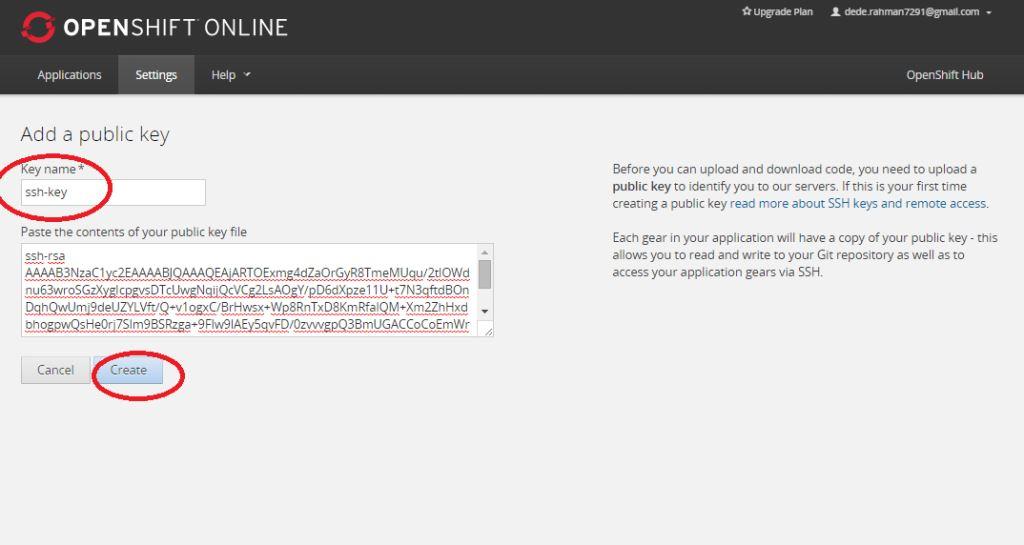 OPENSHIFT ONLINE
Upgrade Plan
dede.rahman7291@gmail.com
Applications
Settings
Help
OpenShift Hub
Add a public key
Key name *
ssh-key
Paste the contents of your public key file
ssh-rsa
AAAAB3NzaC1yc2EAAAABJQAAAQEAjARTOExmg4dZaOrGyR8TmeMUqu/2tlOWd
nu63wroSGzXyglcpgvsDTcUwgNqijQcVCg2LsAOgY/pD6dXpze11U+t7N3qftdBOn
DqhQwUmj9deUZYLVft/Q+v1ogxC/BrHwsx+Wp8RnTxD8KmRfalQM+Xm2ZhHxd
bhogpwQsHe0rj7Slm9BSRzga+9Flw9lAEy5qvFD/0zvvvgpQ3BmUGACCoCoEmWr
Cancel
Create
Before you can upload and download code, you need to upload a
public key to identify you to our servers. If this is your first time
creating a public key read more about SSH keys and remote access.
Each gear in your application will have a copy of your public key - this
allows you to read and write to your Git repository as well as to
access your application gears via SSH.